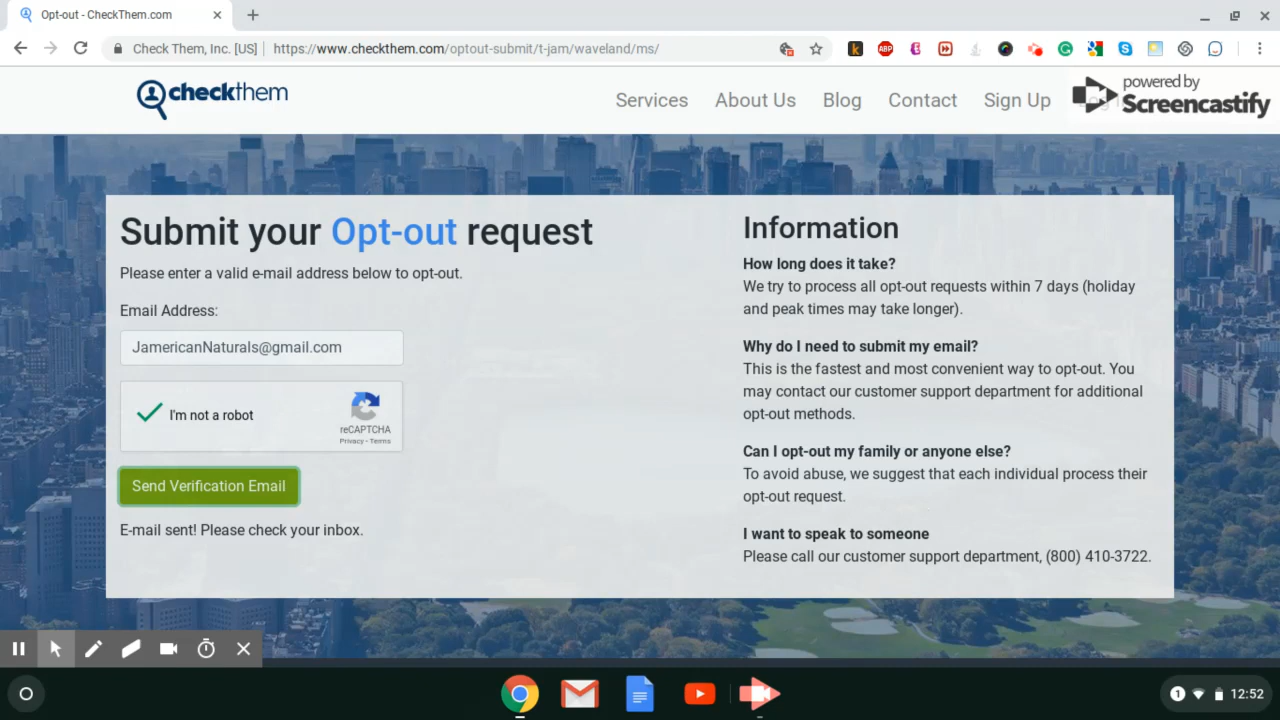 Opt-out - CheckThem.com
Check Them, Inc. [US]
https://www.checkthem.com/optout-submit/t-jam/waveland/ms/
ABP
checkthem
Services
About Us
Blog
Contact
Sign Up
powered by
Screencastify
Submit your Opt-out request
Please enter a valid e-mail address below to opt-out.
Email Address:
JamericanNaturals@gmail.com
I'm not a robot
reCAPTCHA
Privacy - Terms
Send Verification Email
E-mail sent! Please check your inbox.
Information
How long does it take?
We try to process all opt-out requests within 7 days (holiday
and peak times may take longer).
Why do I need to submit my email?
This is the fastest and most convenient way to opt-out. You
may contact our customer support department for additional
opt-out methods.
Can I opt-out my family or anyone else?
To avoid abuse, we suggest that each individual process their
opt-out request.
I want to speak to someone
Please call our customer support department, (800) 410-3722.
1
12:52